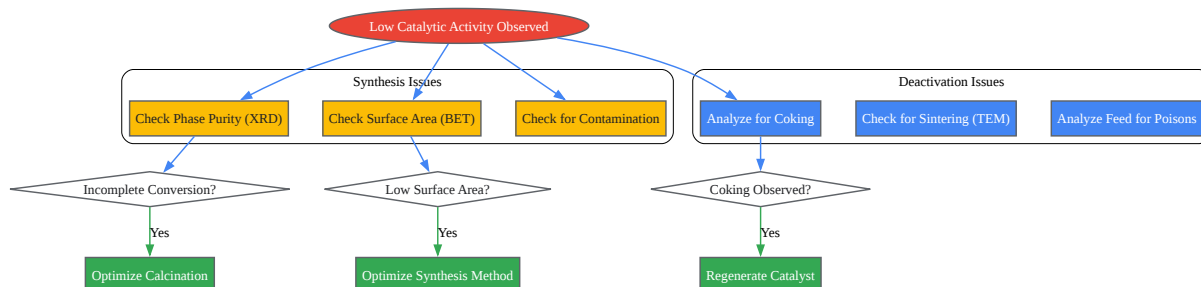 Low Catalytic Activity Observed
Synthesis Issues
Deactivation Issues
Check Phase Purity (XRD)
Check Surface Area (BET)
Check for Contamination
Analyze for Coking
Check for Sintering (TEM)
Analyze Feed for Poisons
Incomplete Conversion?
Low Surface Area?
Coking Observed?
Yes
Yes
Yes
Optimize Calcination
Optimize Synthesis Method
Regenerate Catalyst